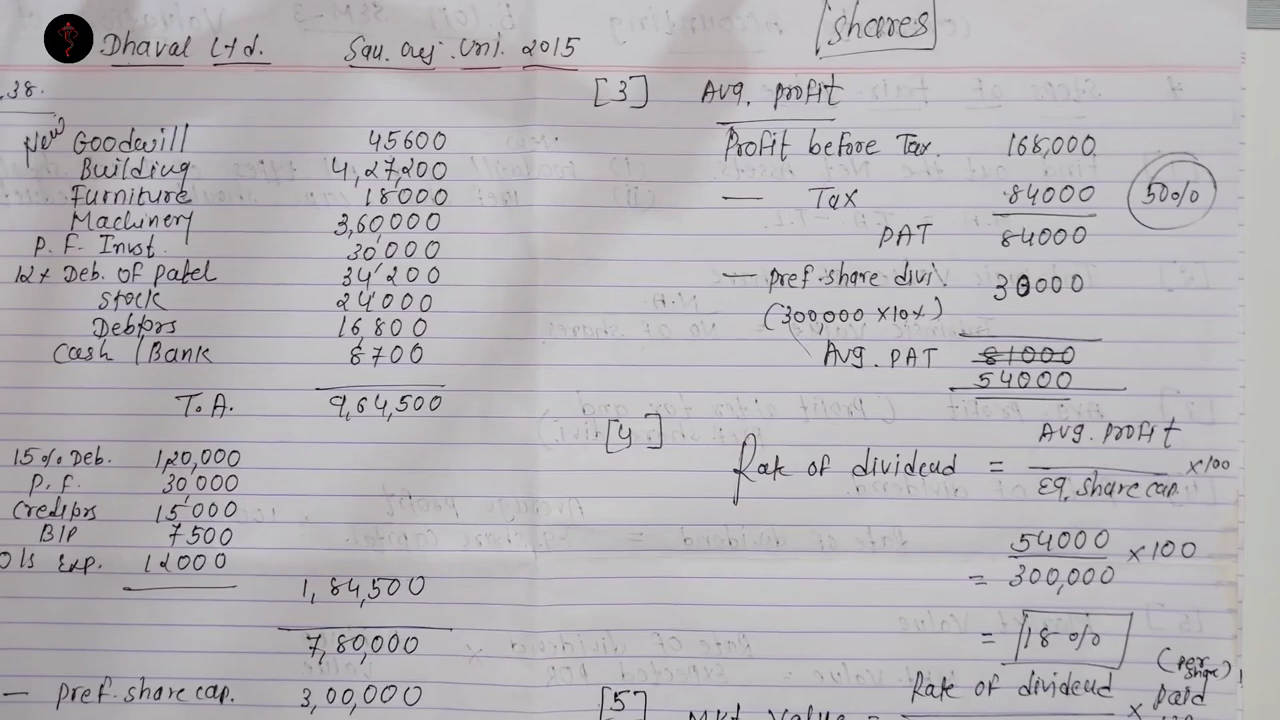 [shares]
Dhaval Ltd. Sau. Guj. Uni. 2015
.38.
New Goodwill 45600
Building 4,27,200
Furniture 18000
Machinery 3,60000
P. F. Invst. 30000
12% Deb. of patel 34200
Stock 24000
Debtors 16,800
Cash / Bank 8700
T.A. 9,64,500
15% Deb. 1,20,000
P. F. 30000
Creditors 15000
B/P 7500
O/S Exp. 12000
1,84,500
7,80,000
— pref. share cap. 3,00,000
[3] Avg. profit
Profit before Tax. 168,000
— Tax 84000 50%
PAT 84000
— pref. share divi. 30000
(300,000 x 10%)
Avg. PAT 81000
54000
[4]
Rate of dividend = Avg. profit / Eq. share cap. x 100
= 54000 / 300,000 x 100
= 18%
[5] Mkt value = Rate of dividend x paid
(per share)